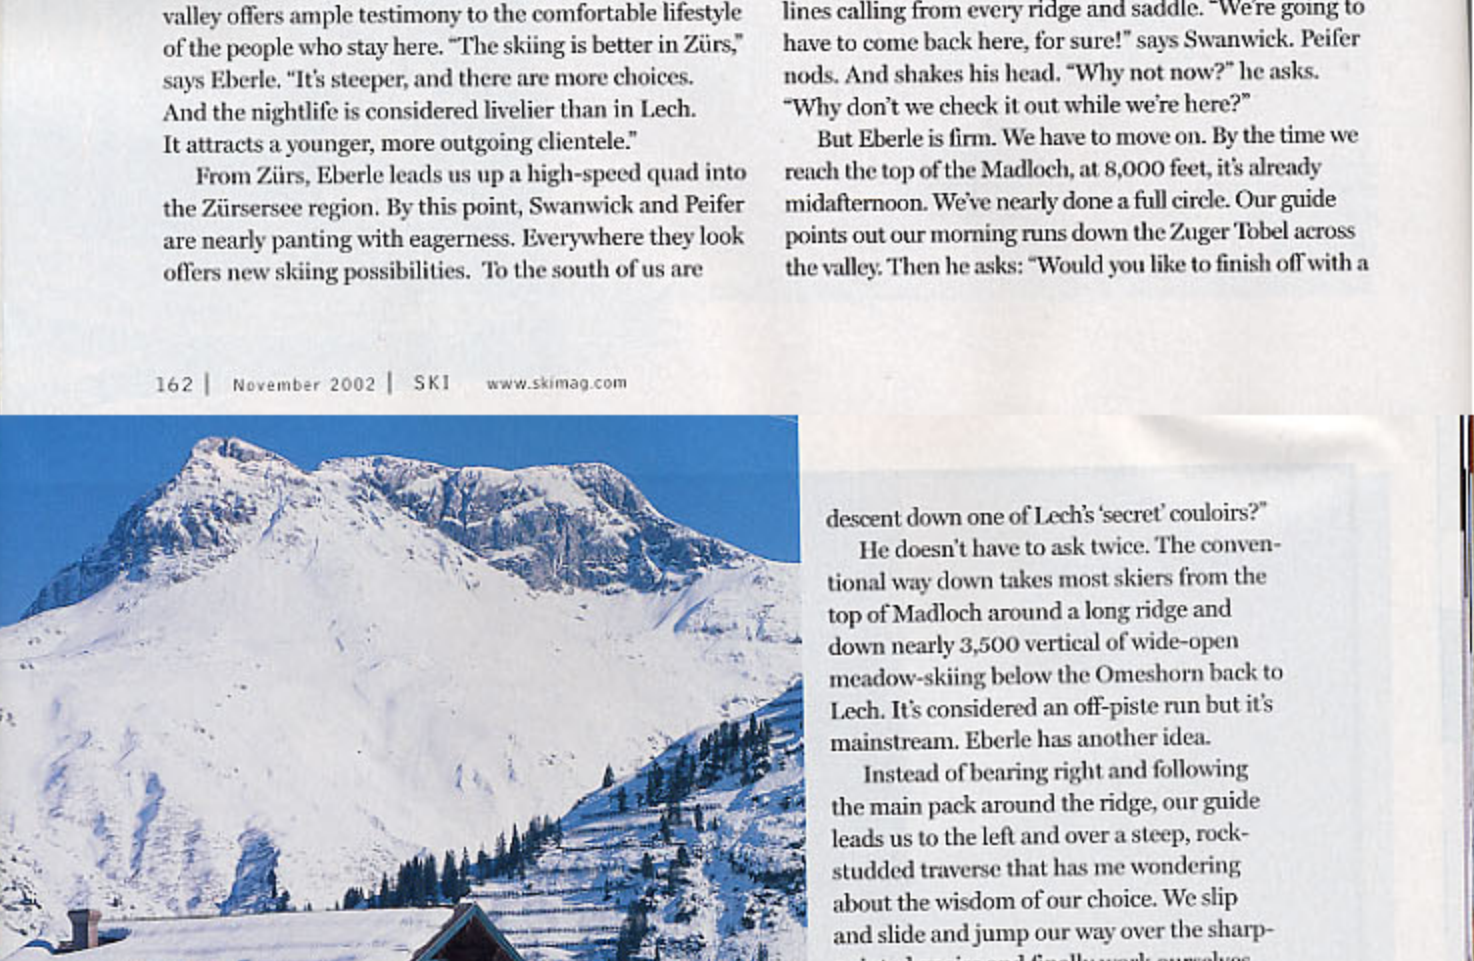 valley offers ample testimony to the comfortable lifestyle
of the people who stay here. “The skiing is better in Zürs,”
says Eberle. “It’s steeper, and there are more choices.
And the nightlife is considered livelier than in Lech.
It attracts a younger, more outgoing clientele.”
From Zürs, Eberle leads us up a high-speed quad into
the Zürsersee region. By this point, Swanwick and Peifer
are nearly panting with eagerness. Everywhere they look
offers new skiing possibilities. To the south of us are
lines calling from every ridge and saddle. “We’re going to
have to come back here, for sure!” says Swanwick. Peifer
nods. And shakes his head. “Why not now?” he asks.
“Why don’t we check it out while we’re here?”
But Eberle is firm. We have to move on. By the time we
reach the top of the Madloch, at 8,000 feet, it’s already
midafternoon. We’ve nearly done a full circle. Our guide
points out our morning runs down the Zuger Tobel across
the valley. Then he asks: “Would you like to finish off with a
162 | November 2002 | SKI www.skimag.com
descent down one of Lech’s ‘secret’ couloirs?”
He doesn’t have to ask twice. The conven-
tional way down takes most skiers from the
top of Madloch around a long ridge and
down nearly 3,500 vertical of wide-open
meadow-skiing below the Omeshorn back to
Lech. It’s considered an off-piste run but it’s
mainstream. Eberle has another idea.
Instead of bearing right and following
the main pack around the ridge, our guide
leads us to the left and over a steep, rock-
studded traverse that has me wondering
about the wisdom of our choice. We slip
and slide and jump our way over the sharp-
and finally work ourselves